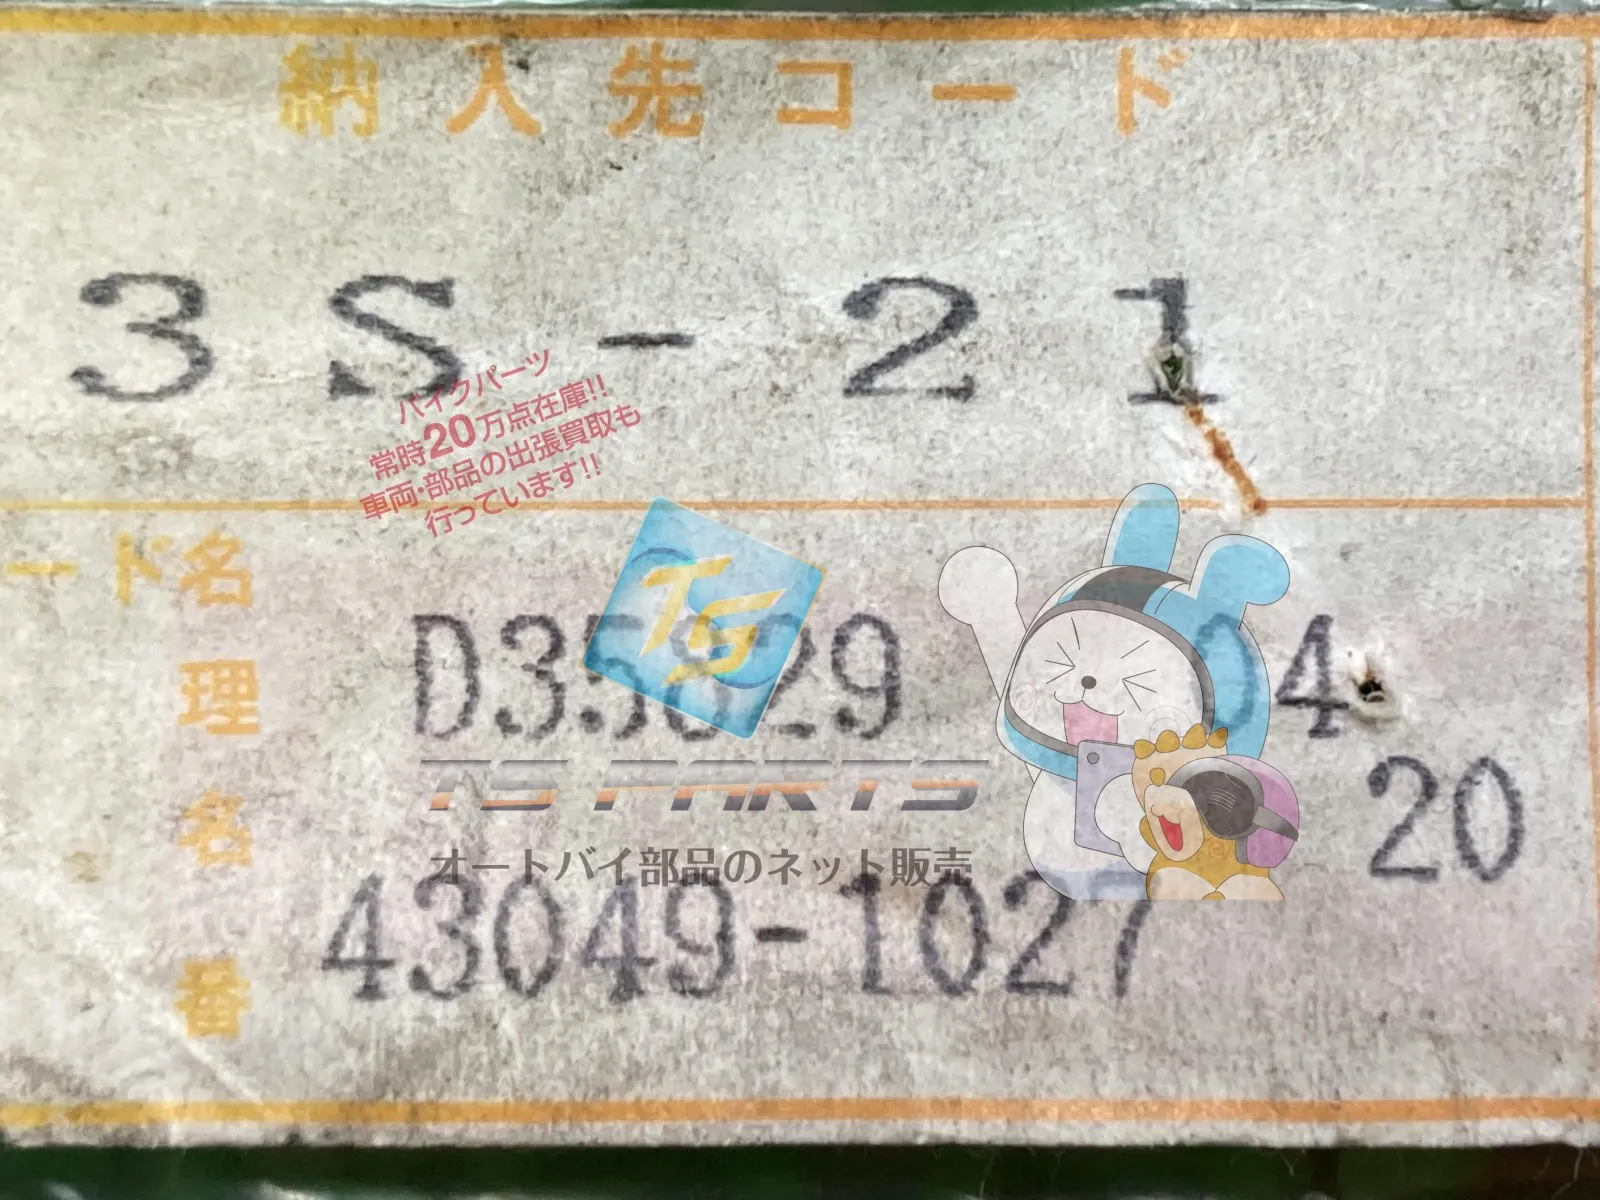 納入先コード
3S-21
バイクパーツ
常時20万点在庫!!
車両・部品の出張買取も
行っています!!
ード名
理名番
D35829 04
TS
TS PARTS
20
オートバイ部品のネット販売
43049-1027